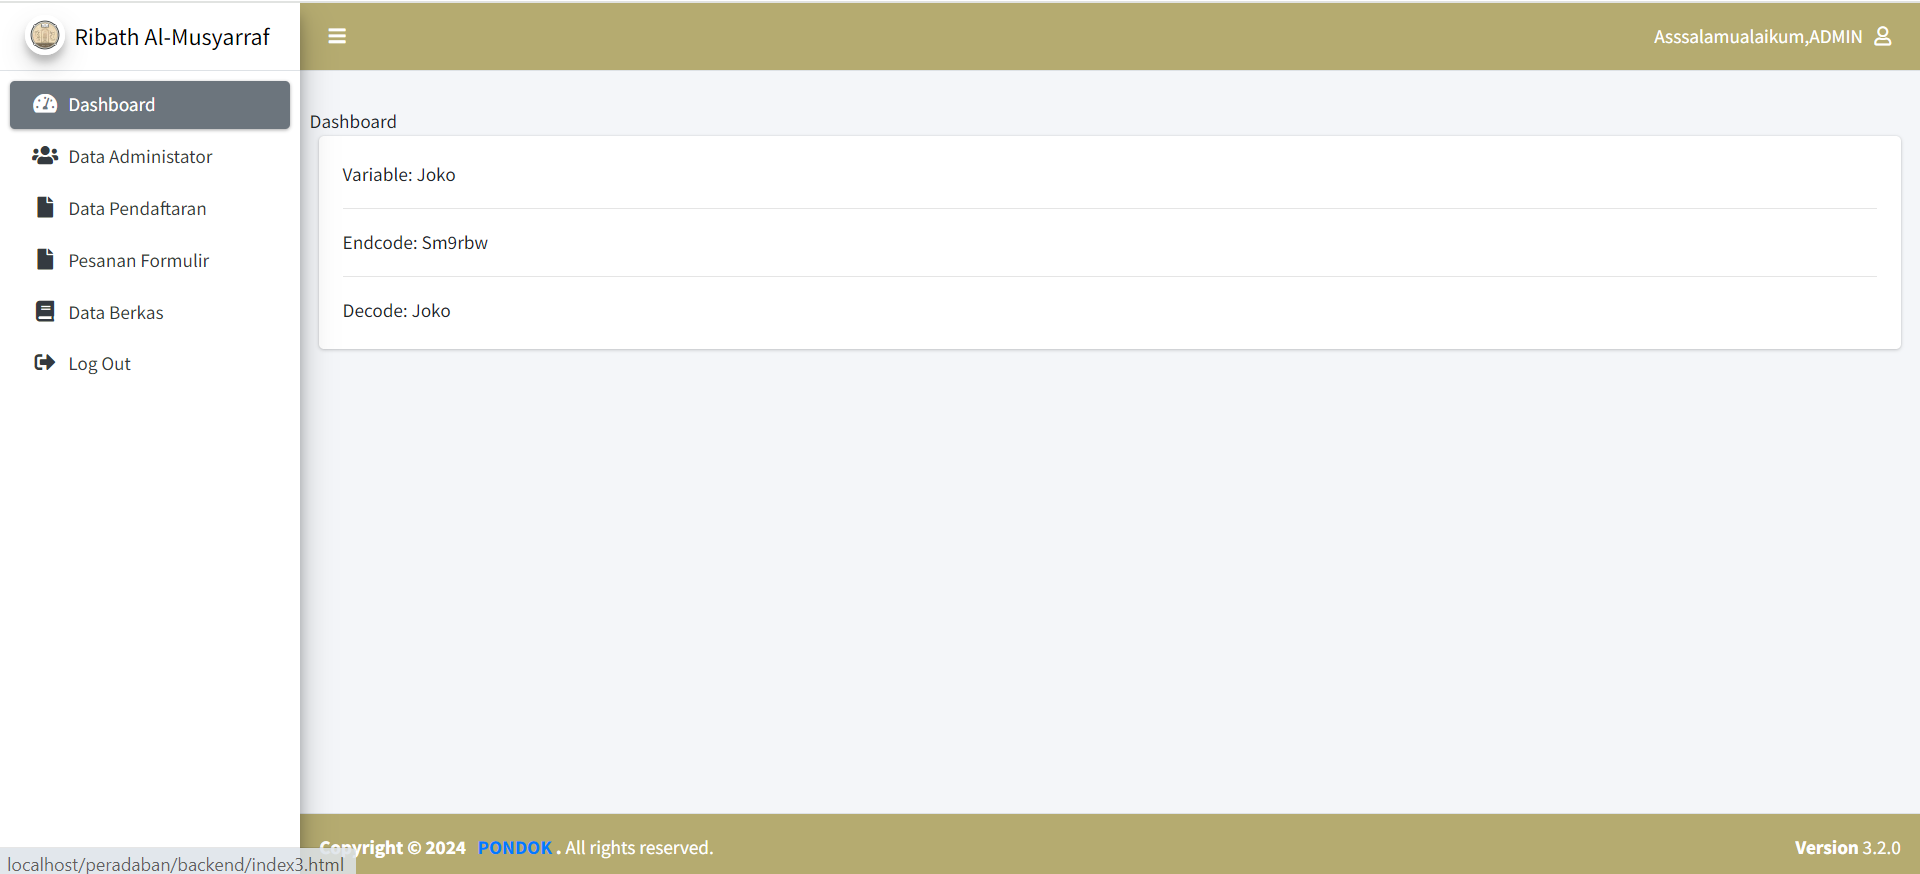 Ribath Al-Musyarraf
Asssalamualaikum,ADMIN
Dashboard
Data Administator
Data Pendaftaran
Pesanan Formulir
Data Berkas
Log Out
Dashboard
Variable: Joko
Endcode: Sm9rbw
Decode: Joko
Copyright © 2024 PONDOK . All rights reserved.
Version 3.2.0
localhost/peradaban/backend/index3.html